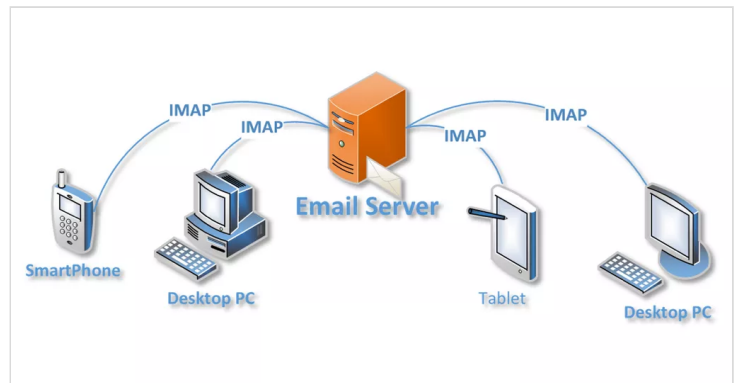 IMAP
IMAP
IMAP
IMAP
Email Server
SmartPhone
Desktop PC
Tablet
Desktop PC